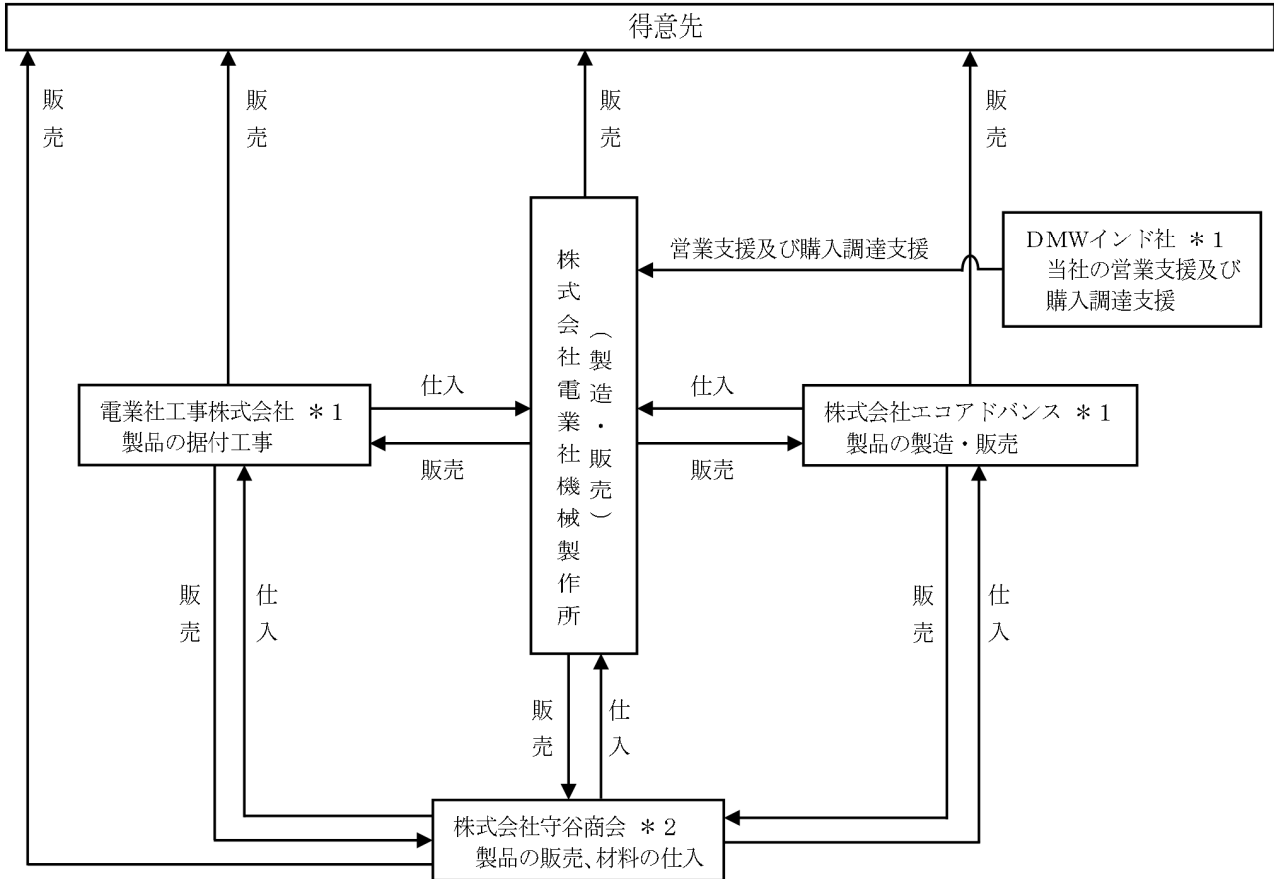 得意先
販売
販売
販売
販売
株式会社電業社機械製作所
（製造・販売）
営業支援及び購入調達支援
DMWインド社 ＊1
当社の営業支援及び
購入調達支援
仕入
仕入
電業社工事株式会社 ＊1
製品の据付工事
株式会社エコアドバンス ＊1
製品の製造・販売
販売
販売
販売
仕入
販売
仕入
販売
仕入
株式会社守谷商会 ＊2
製品の販売、材料の仕入